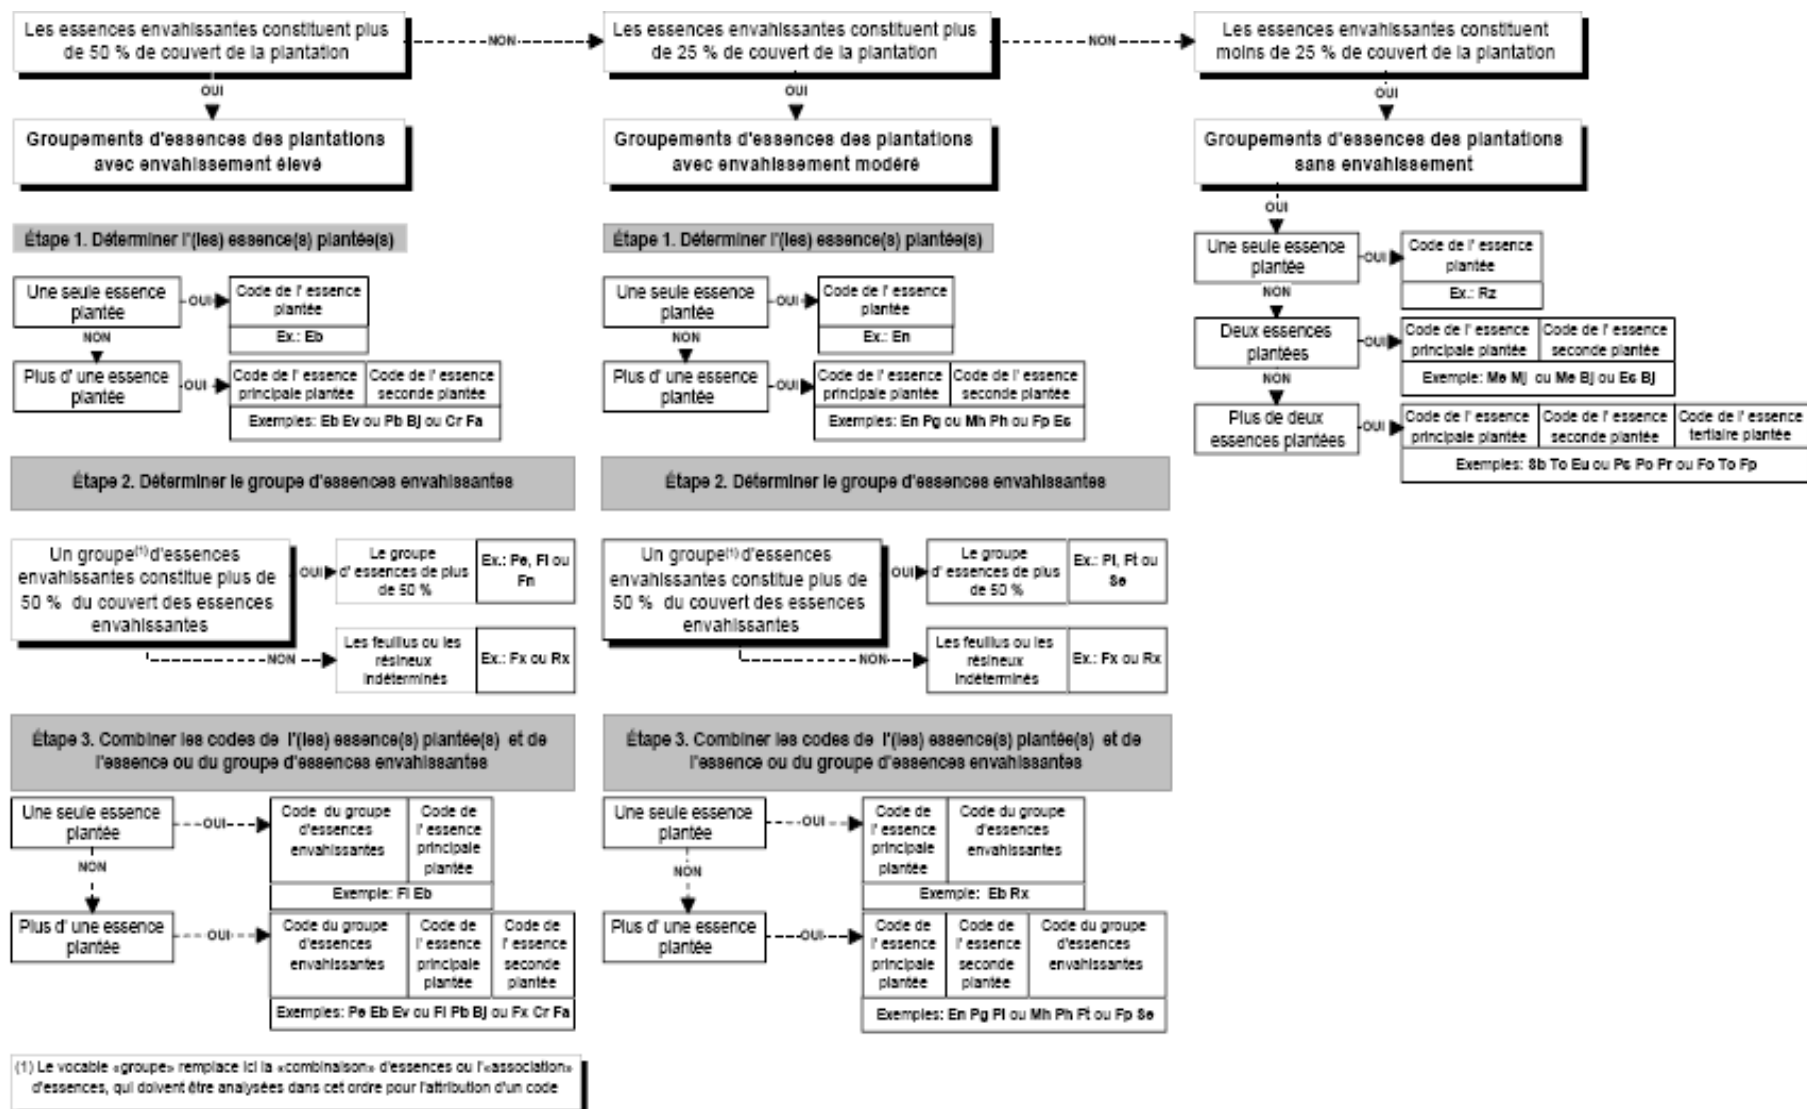 Les essences envahissantes constituent plus
de 50 % de couvert de la plantation
NON
Les essences envahissantes constituent plus
de 25 % de couvert de la plantation
NON
Les essences envahissantes constituent
moins de 25 % de couvert de la plantation
OUI
OUI
OUI
Groupements d'essences des plantations
avec envahissement élevé
Groupements d'essences des plantations
avec envahissement modéré
Groupements d'essences des plantations
sans envahissement
OUI
Une seule essence
plantée
OUI
Code de l' essence
plantée
Ex.: Rz
NON
Deux essences
plantées
OUI
Code de l' essence
principale plantée
Code de l' essence
seconde plantée
Exemple: Me Mj ou Me Bj ou Es Bj
NON
Plus de deux
essences plantées
OUI
Code de l' essence
principale plantée
Code de l' essence
seconde plantée
Code de l' essence
tertiaire plantée
Exemples: Sb To Eu ou Ps Po Pr ou Fo To Fp
Étape 1. Déterminer l'(les) essence(s) plantée(s)
Une seule essence
plantée
OUI
Code de l' essence
plantée
Ex.: Eb
NON
Plus d' une essence
plantée
OUI
Code de l' essence
principale plantée
Code de l' essence
seconde plantée
Exemples: Eb Ev ou Pb Bj ou Cr Fa
Étape 2. Déterminer le groupe d'essences envahissantes
Un groupe(1) d'essences
envahissantes constitue plus de
50 % du couvert des essences
envahissantes
OUI
Le groupe
d' essences de plus
de 50 %
Ex.: Pe, Fl ou
Fn
NON
Les feuillus ou les
résineux
indéterminés
Ex.: Fx ou Rx
Étape 3. Combiner les codes de l'(les) essence(s) plantée(s) et de
l'essence ou du groupe d'essences envahissantes
Une seule essence
plantée
OUI
Code du groupe
d'essences
envahissantes
Code de
l' essence
principale
plantée
Exemple: Fl Eb
NON
Plus d' une essence
plantée
OUI
Code du groupe
d'essences
envahissantes
Code de
l' essence
principale
plantée
Code de
l' essence
seconde
plantée
Exemples: Pe Eb Ev ou Fl Pb Bj ou Fx Cr Fa
Étape 1. Déterminer l'(les) essence(s) plantée(s)
Une seule essence
plantée
OUI
Code de l' essence
plantée
Ex.: En
NON
Plus d' une essence
plantée
OUI
Code de l' essence
principale plantée
Code de l' essence
seconde plantée
Exemples: En Pg ou Mh Ph ou Fp Es
Étape 2. Déterminer le groupe d'essences envahissantes
Un groupe(1) d'essences
envahissantes constitue plus de
50 % du couvert des essences
envahissantes
OUI
Le groupe
d' essences de plus
de 50 %
Ex.: Pl, Ft ou
Se
NON
Les feuillus ou les
résineux
indéterminés
Ex.: Fx ou Rx
Étape 3. Combiner les codes de l'(les) essence(s) plantée(s) et de
l'essence ou du groupe d'essences envahissantes
Une seule essence
plantée
OUI
Code de
l' essence
principale
plantée
Code du groupe
d'essences
envahissantes
Exemple: Eb Rx
NON
Plus d' une essence
plantée
OUI
Code de
l' essence
principale
plantée
Code de
l' essence
seconde
plantée
Code du groupe
d'essences
envahissantes
Exemples: En Pg Pl ou Mh Ph Ft ou Fp Se
(1) Le vocable «groupe» remplace ici la «combinaison» d'essences ou l'«association»
d'essences, qui doivent être analysées dans cet ordre pour l'attribution d'un code